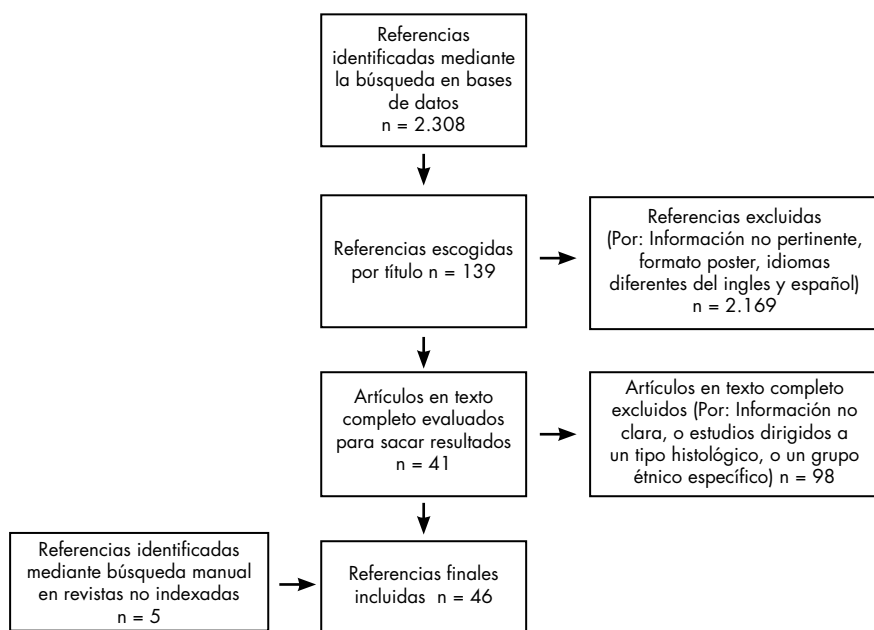 Referencias
identificadas mediante
la búsqueda en bases
de datos
n = 2.308
Referencias escogidas
por título n = 139
Referencias excluidas
(Por: Información no pertinente,
formato poster, idiomas
diferentes del ingles y español)
n = 2.169
Artículos en texto
completo evaluados
para sacar resultados
n = 41
Artículos en texto completo
excluidos (Por: Información no
clara, o estudios dirigidos a
un tipo histológico, o un grupo
étnico específico) n = 98
Referencias identificadas
mediante búsqueda manual
en revistas no indexadas
n = 5
Referencias finales
incluidas n = 46